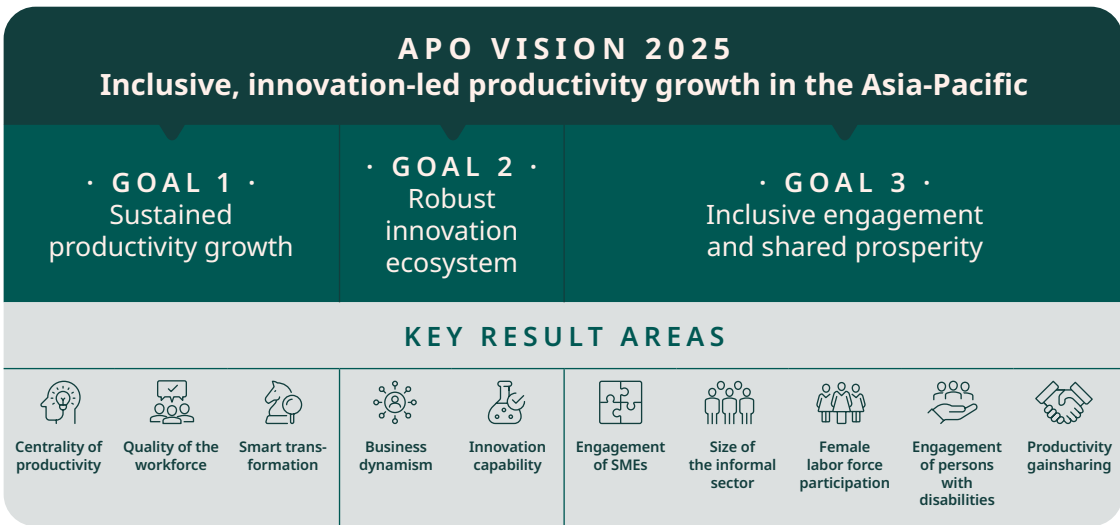 APO VISION 2025
Inclusive, innovation-led productivity growth in the Asia-Pacific
· GOAL 1 ·
Sustained
productivity growth
· GOAL 2 ·
Robust
innovation
ecosystem
· GOAL 3 ·
Inclusive engagement
and shared prosperity
KEY RESULT AREAS
Centrality of
productivity
Quality of the
workforce
Smart trans-
formation
Business
dynamism
Innovation
capability
Engagement
of SMEs
Size of
the informal
sector
Female
labor force
participation
Engagement
of persons
with
disabilities
Productivity
gainsharing